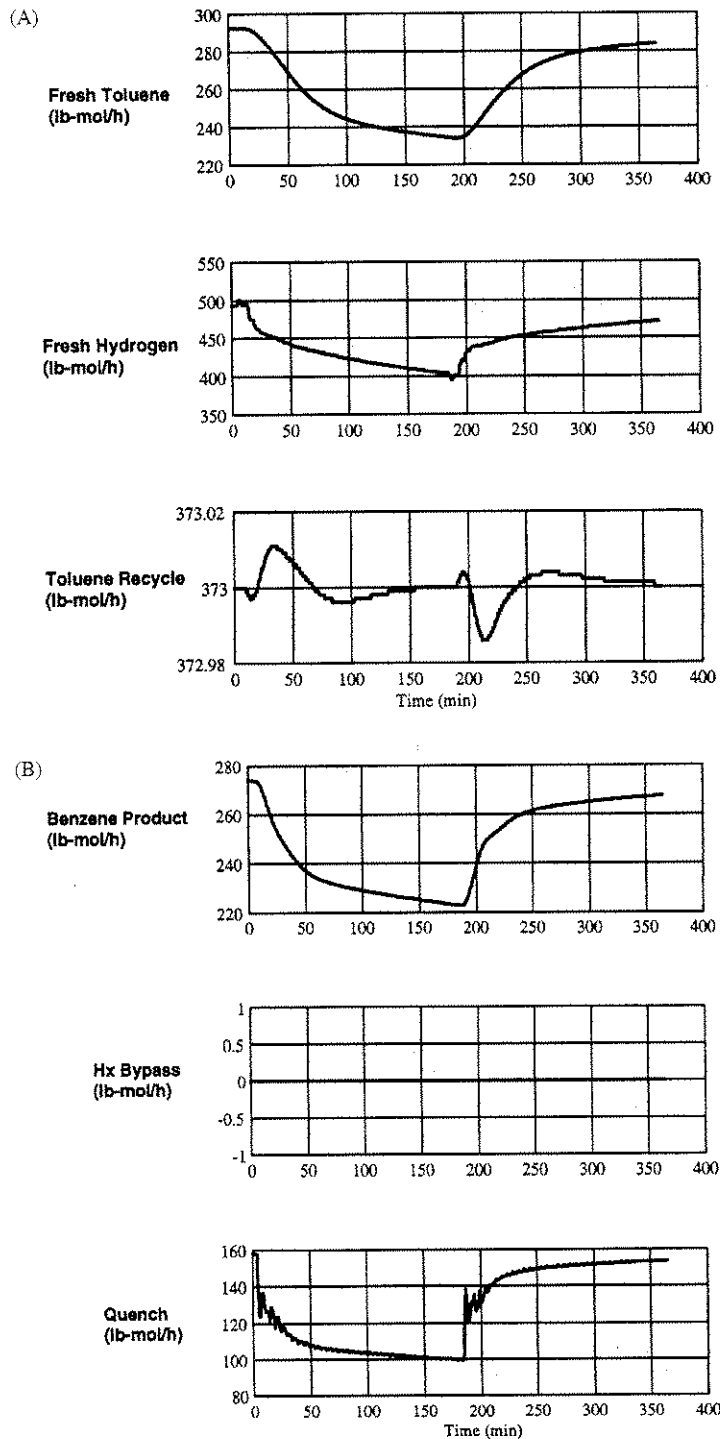 (A)
300
280
260
240
220
Fresh Toluene
(lb-mol/h)
0 50 100 150 200 250 300 350 400
550
500
450
400
350
Fresh Hydrogen
(lb-mol/h)
0 50 100 150 200 250 300 350 400
373.02
373
372.98
Toluene Recycle
(lb-mol/h)
0 50 100 150 200 250 300 350 400
Time (min)
(B)
280
260
240
220
Benzene Product
(lb-mol/h)
0 50 100 150 200 250 300 350 400
1
0.5
0
-0.5
-1
Hx Bypass
(lb-mol/h)
0 50 100 150 200 250 300 350 400
160
140
120
100
80
Quench
(lb-mol/h)
0 50 100 150 200 250 300 350 400
Time (min)